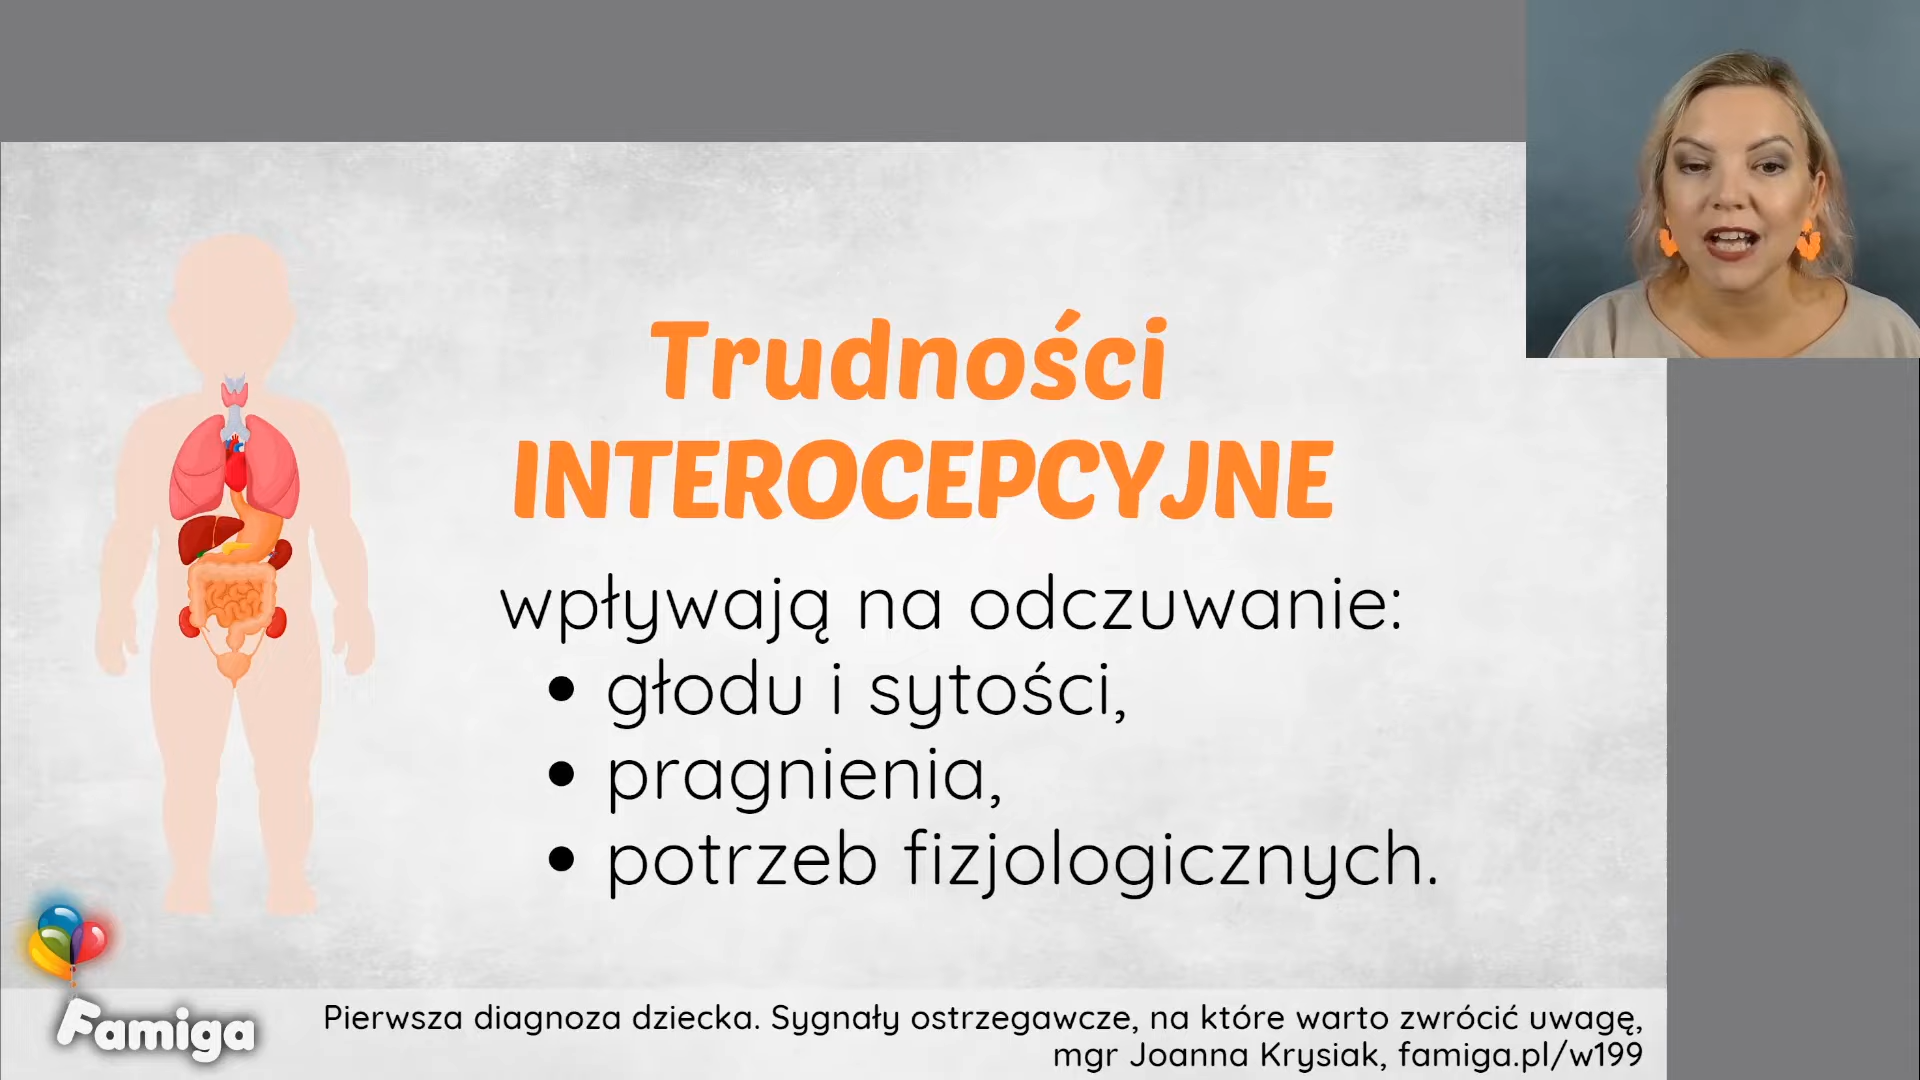 Trudności
INTEROCEPCYJNE
wpływają na odczuwanie:
• głodu i sytości,
• pragnienia,
• potrzeb fizjologicznych.
Famiga
Pierwsza diagnoza dziecka. Sygnały ostrzegawcze, na które warto zwrócić uwagę,
mgr Joanna Krysiak, famiga.pl/w199